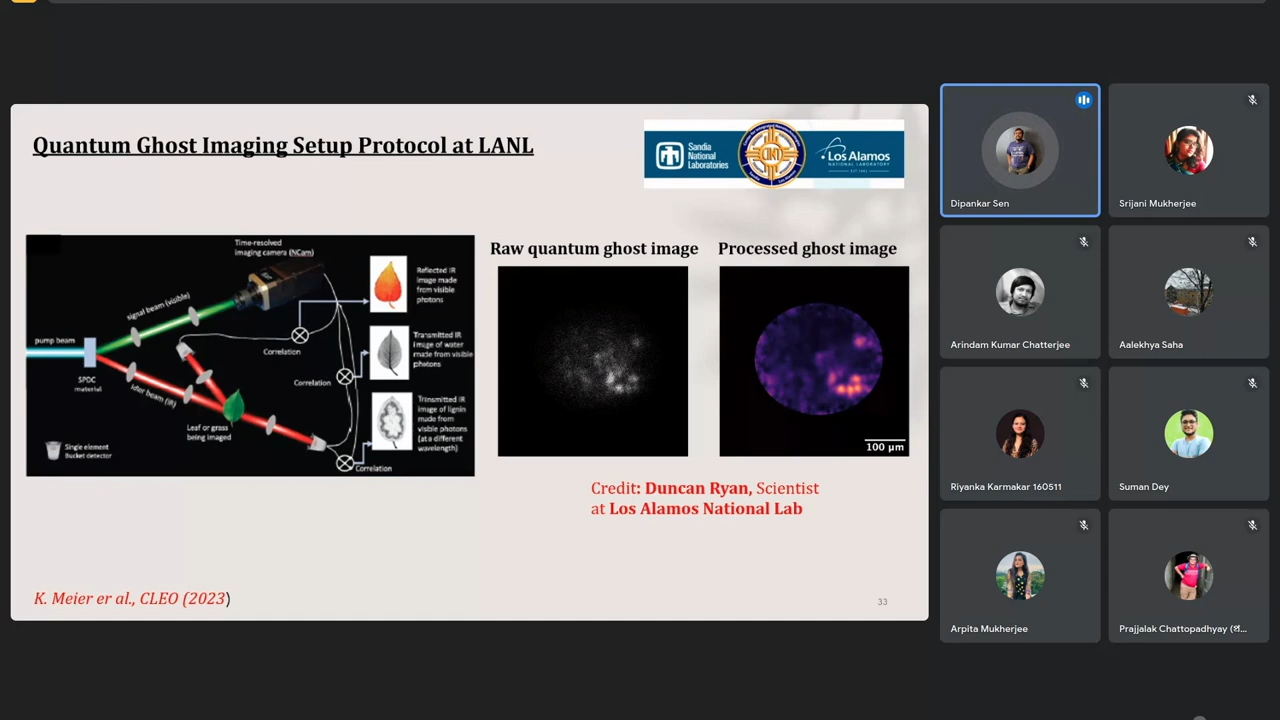 Quantum Ghost Imaging Setup Protocol at LANL
Sandia
National
Laboratories
Los Alamos
NATIONAL LABORATORY
Time-resolved
imaging camera (NCam)
signal beam (visible)
pump beam
SPDC
material
idler beam (IR)
Leaf or grass
being imaged
Single element
Bucket detector
Correlation
Correlation
Correlation
Reflected IR
image made
from visible
photons
Transmitted IR
image of water
made from visible
photons
Transmitted IR
image of lignin
made from
visible photons
(at a different
wavelength)
Raw quantum ghost image
Processed ghost image
100 μm
Credit: Duncan Ryan, Scientist
at Los Alamos National Lab
K. Meier er al., CLEO (2023)
33
Dipankar Sen
Srijani Mukherjee
Arindam Kumar Chatterjee
Aalekhya Saha
Riyanka Karmakar 160511
Suman Dey
Arpita Mukherjee
Prajjalak Chattopadhyay